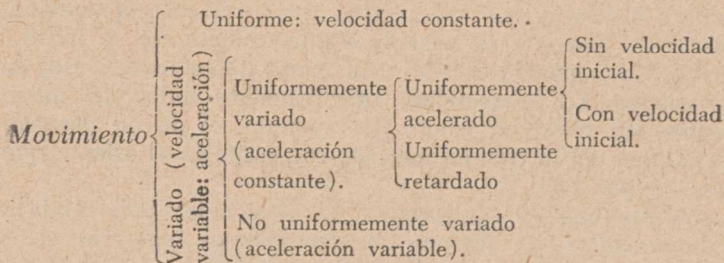 Uniforme: velocidad constante.
Movimiento
Variado (velocidad
variable: aceleración)
Uniformemente
variado
(aceleración
constante).
Uniformemente
acelerado
Sin velocidad
inicial.
Con velocidad
inicial.
Uniformemente
retardado
No uniformemente variado
(aceleración variable).